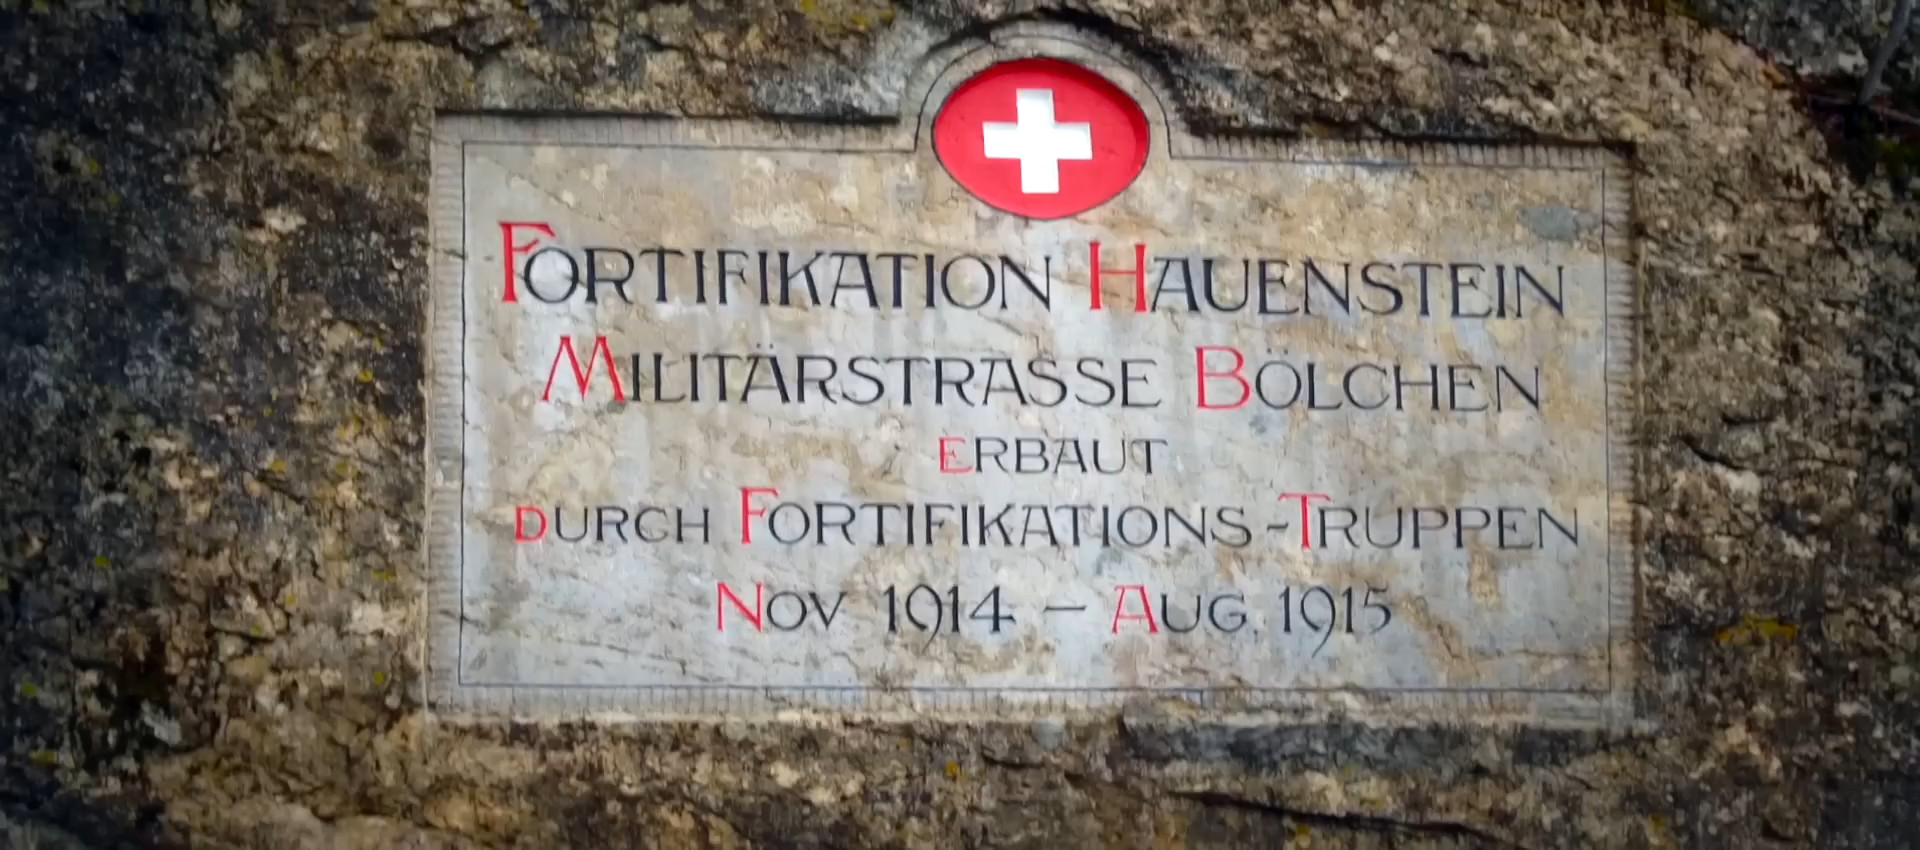 FORTIFIKATION HAUENSTEIN
MILITÄRSTRASSE BÖLCHEN
ERBAUT
DURCH FORTIFIKATIONS-TRUPPEN
NOV 1914 – AUG. 1915